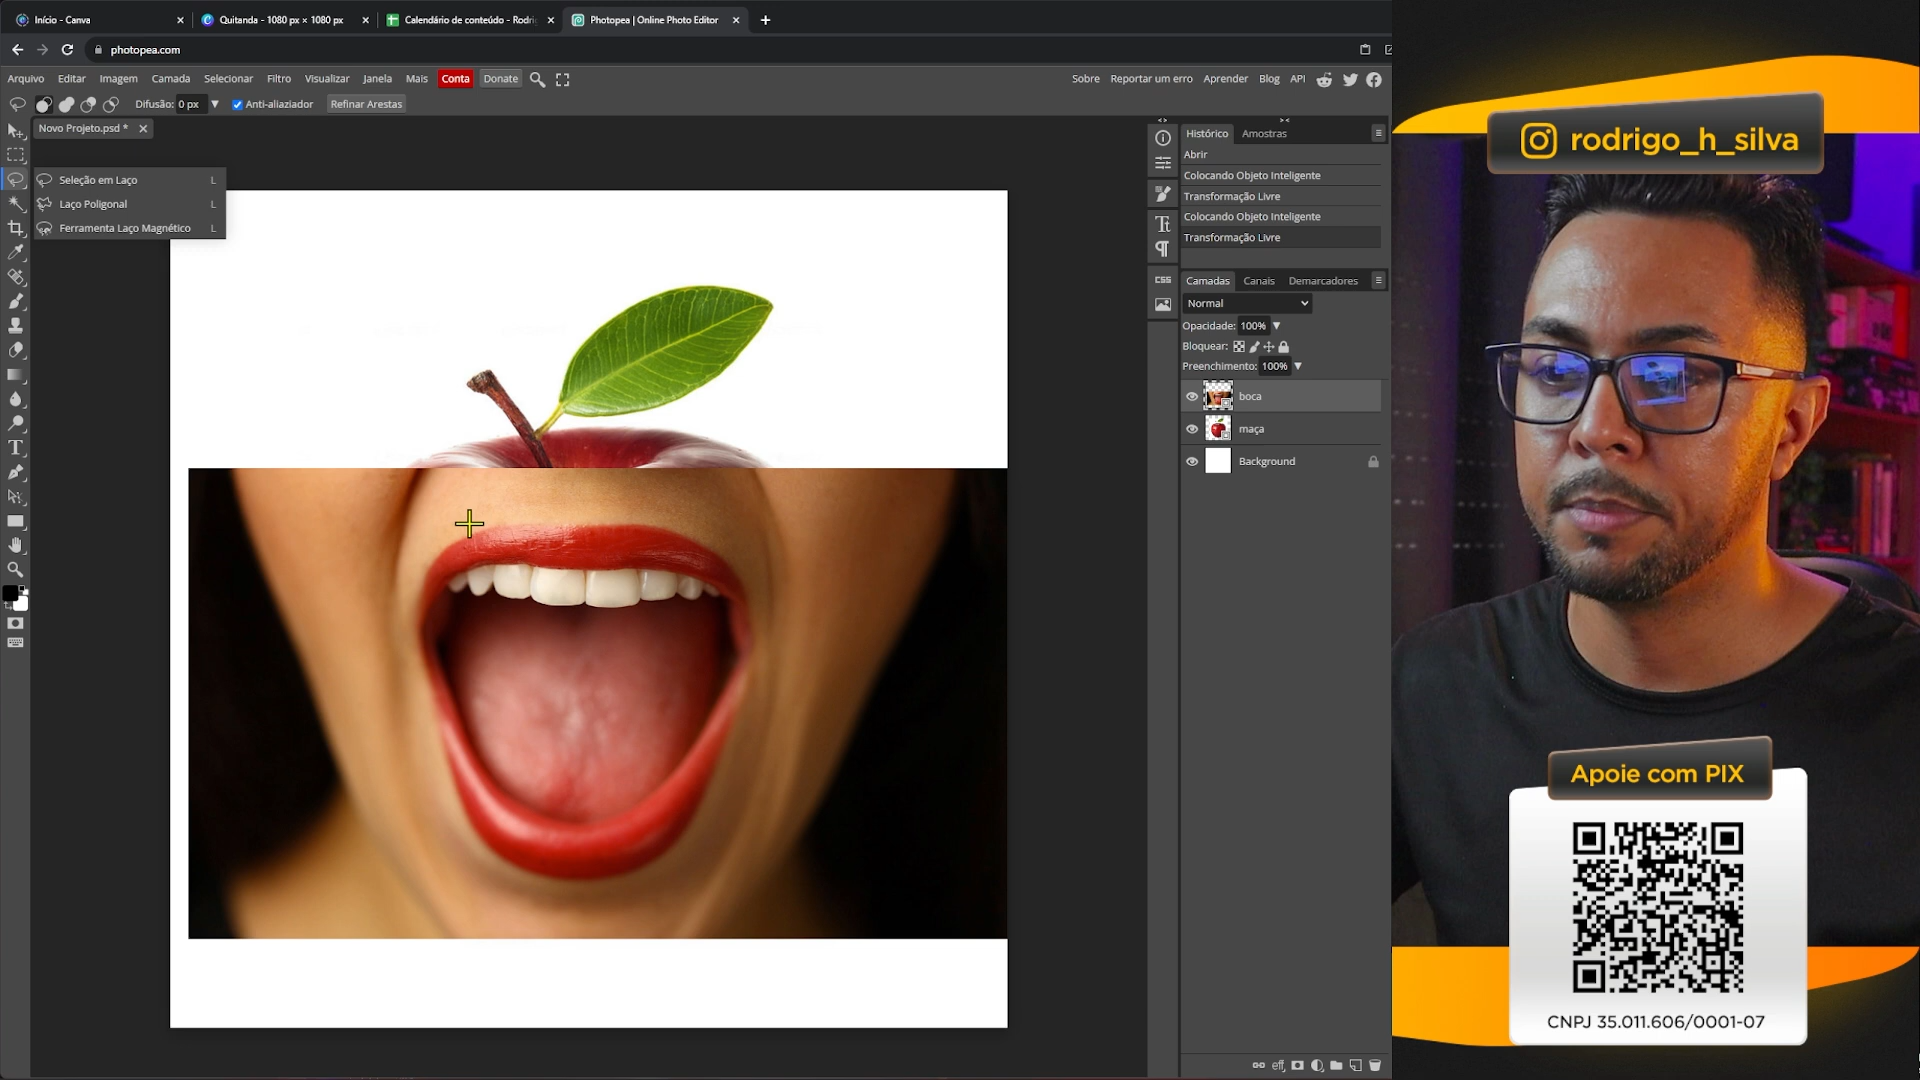 Início - Canva
Quitanda - 1080 px × 1080 px
Calendário de conteúdo - Rodri
Photopea | Online Photo Editor
photopea.com
Arquivo Editar Imagem Camada Selecionar Filtro Visualizar Janela Mais Conta Donate
Sobre Reportar um erro Aprender Blog API
Difusão: 0 px Anti-aliaziador Refinar Arestas
Novo Projeto.psd *
Seleção em Laço L
Laço Poligonal L
Ferramenta Laço Magnético L
Histórico Amostras
Abrir
Colocando Objeto Inteligente
Transformação Livre
Colocando Objeto Inteligente
Transformação Livre
CSS
Camadas Canais Demarcadores
Normal
Opacidade: 100%
Bloquear:
Preenchimento: 100%
boca
maça
Background
eff
rodrigo_h_silva
Apoie com PIX
CNPJ 35.011.606/0001-07